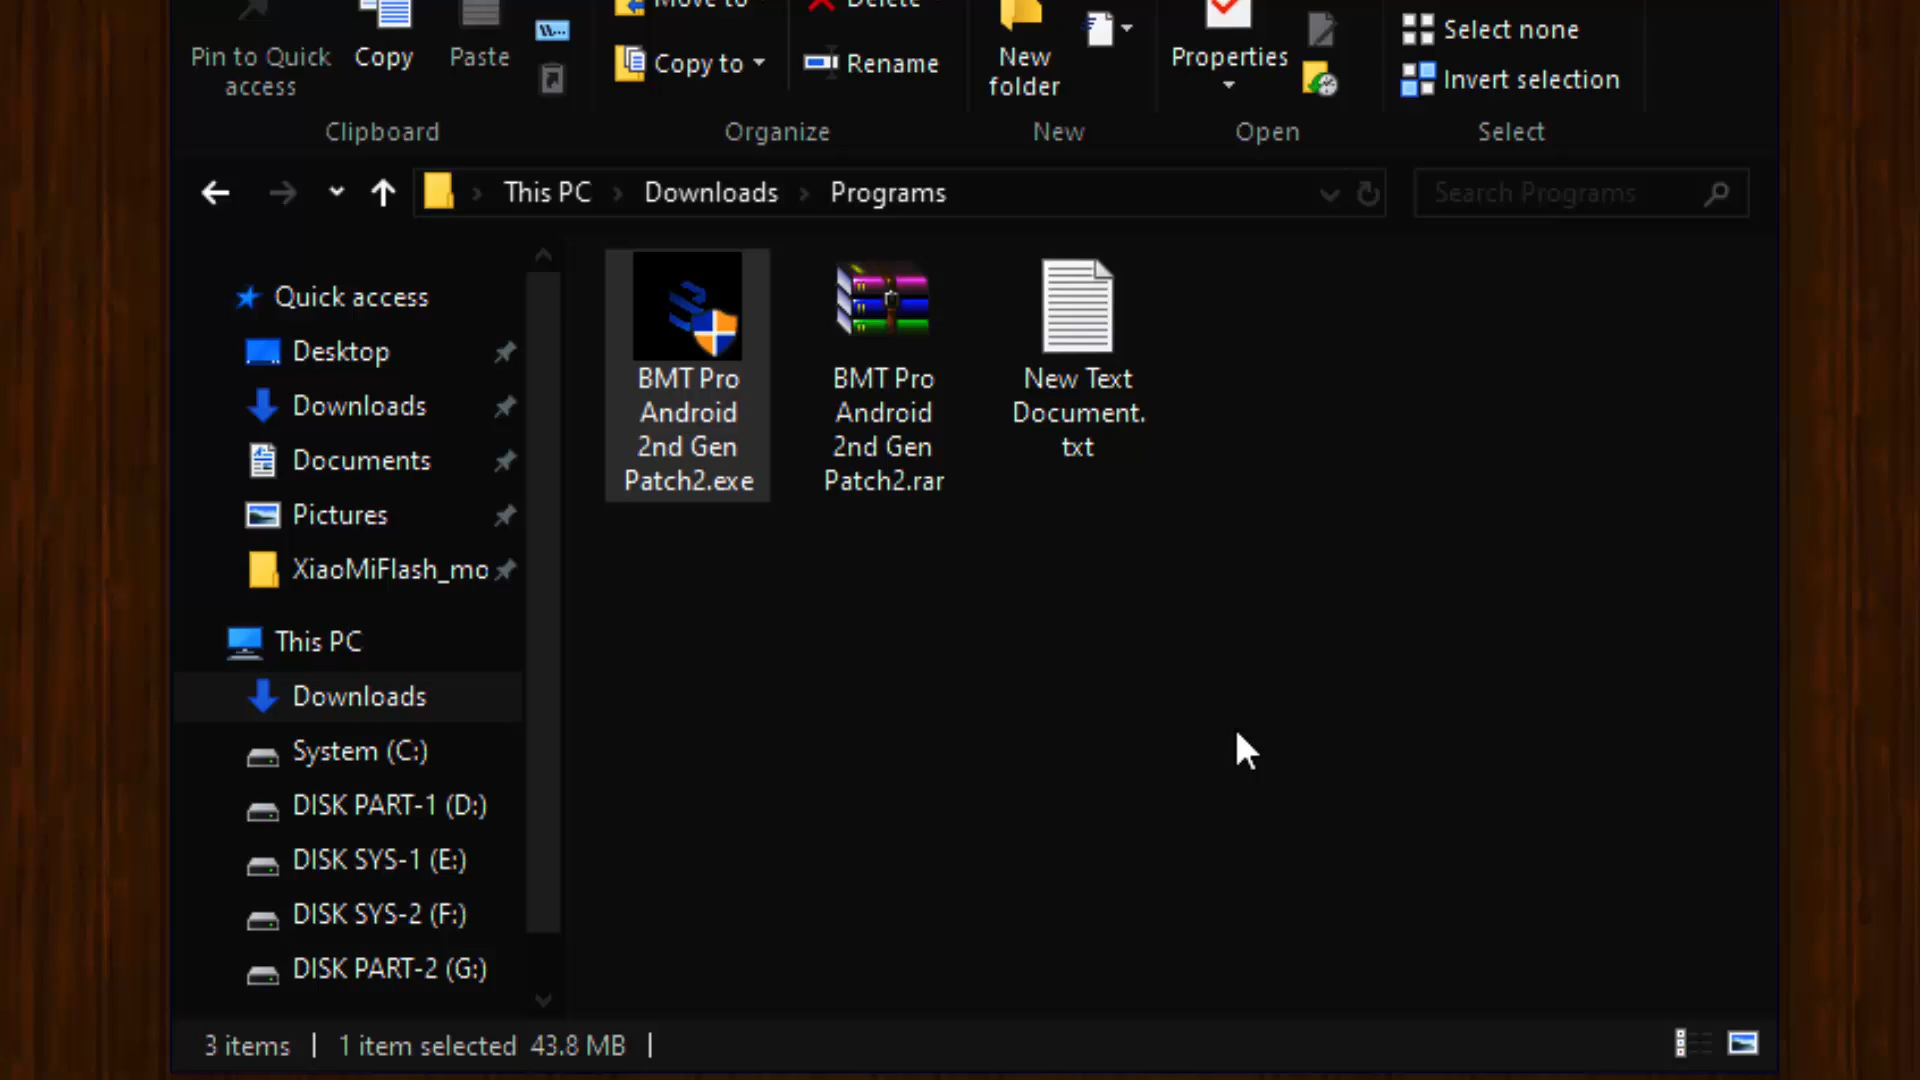 Move to
Delete
Pin to Quick access
Copy
Paste
Copy to
Rename
New folder
Properties
Select none
Invert selection
Clipboard
Organize
New
Open
Select
This PC > Downloads > Programs
Search Programs
Quick access
Desktop
Downloads
Documents
Pictures
XiaoMiFlash_mo
This PC
Downloads
System (C:)
DISK PART-1 (D:)
DISK SYS-1 (E:)
DISK SYS-2 (F:)
DISK PART-2 (G:)
BMT Pro
Android
2nd Gen
Patch2.exe
BMT Pro
Android
2nd Gen
Patch2.rar
New Text
Document.
txt
3 items | 1 item selected 43.8 MB |